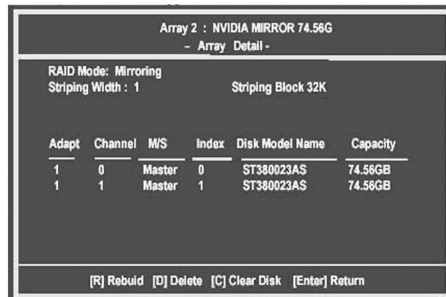 Array 2 : NVIDIA MIRROR 74.56G
- Array Detail -
RAID Mode: Mirroring
Striping Width : 1 Striping Block 32K
Adapt Channel M/S Index Disk Model Name Capacity
1 0 Master 0 ST380023AS 74.56GB
1 1 Master 1 ST380023AS 74.56GB
[R] Rebuid [D] Delete [C] Clear Disk [Enter] Return